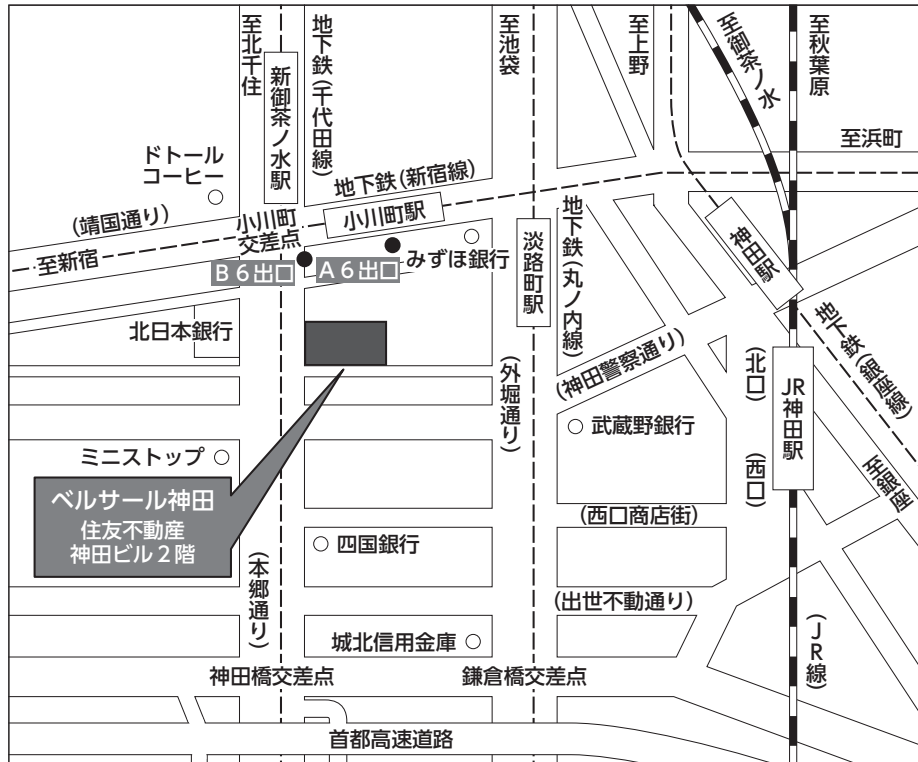 至北千住
地下鉄(千代田線)
新御茶ノ水駅
至池袋
至上野
至御茶ノ水
至秋葉原
至浜町
ドトール
コーヒー
地下鉄(新宿線)
(靖国通り)
小川町
交差点
小川町駅
至新宿
B6出口
A6出口
みずほ銀行
淡路町駅
地下鉄(丸ノ内線)
神田駅
地下鉄(銀座線)
北日本銀行
(外堀通り)
(神田警察通り)
(北口)
JR神田駅
武蔵野銀行
ミニストップ
(西口)
至銀座
ベルサール神田
住友不動産
神田ビル2階
(西口商店街)
四国銀行
(本郷通り)
(出世不動通り)
(JR線)
城北信用金庫
神田橋交差点
鎌倉橋交差点
首都高速道路